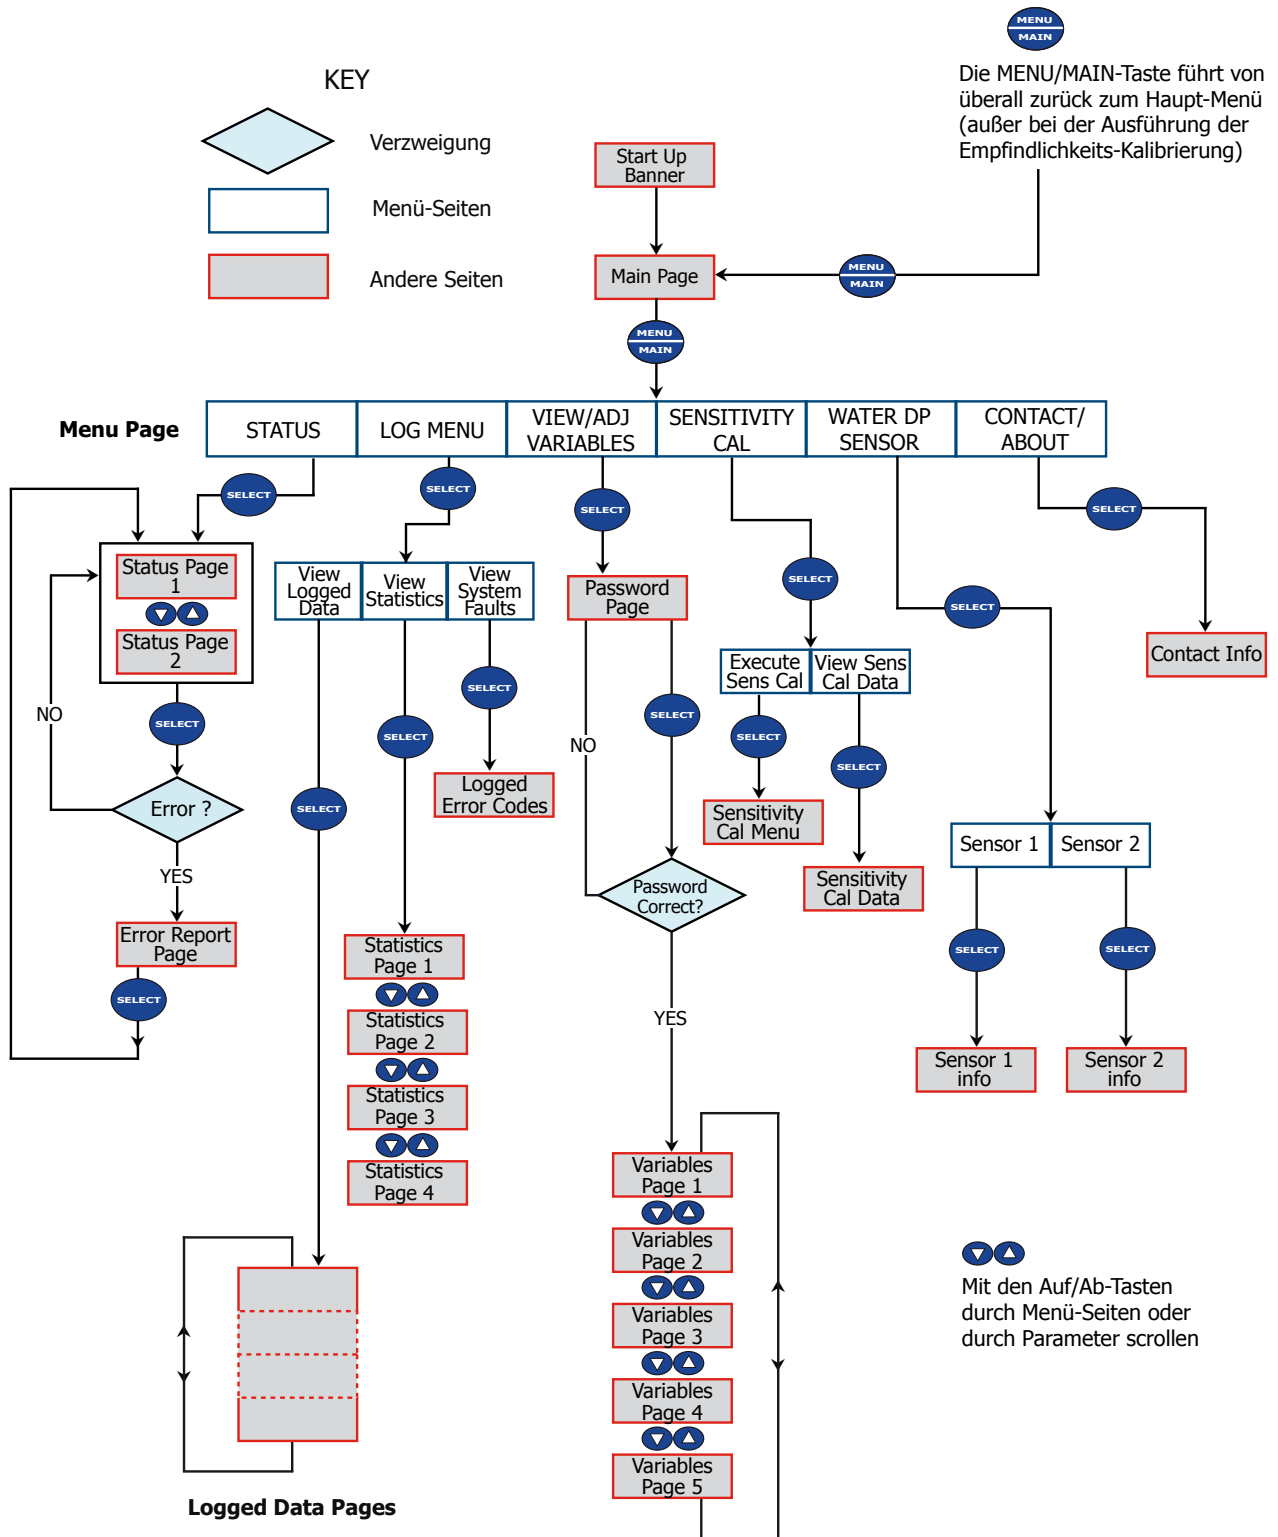 MENU
MAIN
Die MENU/MAIN-Taste führt von
überall zurück zum Haupt-Menü
(außer bei der Ausführung der
Empfindlichkeits-Kalibrierung)
KEY
Verzweigung
Menü-Seiten
Andere Seiten
Start Up
Banner
Main Page
MENU
MAIN
MENU
MAIN
Menu Page
STATUS
LOG MENU
VIEW/ADJ
VARIABLES
SENSITIVITY
CAL
WATER DP
SENSOR
CONTACT/
ABOUT
SELECT
SELECT
SELECT
SELECT
SELECT
SELECT
Status Page
1
Status Page
2
SELECT
NO
Error ?
YES
Error Report
Page
SELECT
View
Logged
Data
View
Statistics
View
System
Faults
SELECT
SELECT
SELECT
Logged
Error Codes
Statistics
Page 1
Statistics
Page 2
Statistics
Page 3
Statistics
Page 4
Logged Data Pages
Password
Page
SELECT
NO
Password
Correct?
YES
Variables
Page 1
Variables
Page 2
Variables
Page 3
Variables
Page 4
Variables
Page 5
Execute
Sens Cal
View Sens
Cal Data
SELECT
SELECT
Sensitivity
Cal Menu
Sensitivity
Cal Data
Sensor 1
Sensor 2
SELECT
SELECT
Sensor 1
info
Sensor 2
info
Contact Info
Mit den Auf/Ab-Tasten
durch Menü-Seiten oder
durch Parameter scrollen